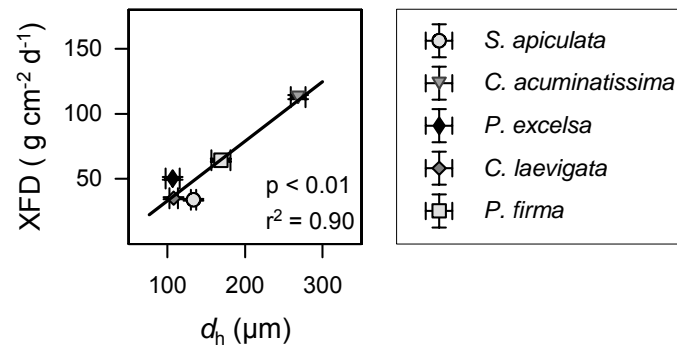 XFD ( g cm⁻² d⁻¹)
150
100
50
p < 0.01
r² = 0.90
100 200 300
dₕ (µm)
S. apiculata
C. acuminatissima
P. excelsa
C. laevigata
P. firma